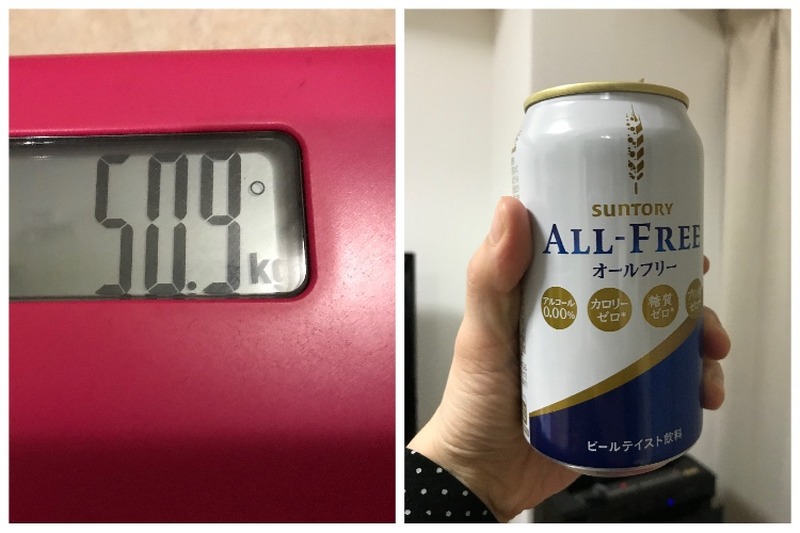 50.9
kg
SUNTORY
ALL-FREE
オールフリー
アルコール
0.00%
カロリー
ゼロ*
糖質
ゼロ*
ビールテイスト飲料